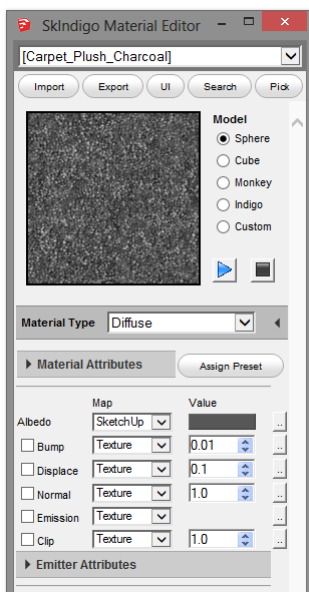 SkIndigo Material Editor
[Carpet_Plush_Charcoal]
Import Export UI Search Pick
Model
Sphere
Cube
Monkey
Indigo
Custom
Material Type Diffuse
Material Attributes Assign Preset
Map Value
Albedo SketchUp ..
Bump Texture 0.01 ..
Displace Texture 0.1 ..
Normal Texture 1.0 ..
Emission Texture ..
Clip Texture 1.0 ..
Emitter Attributes